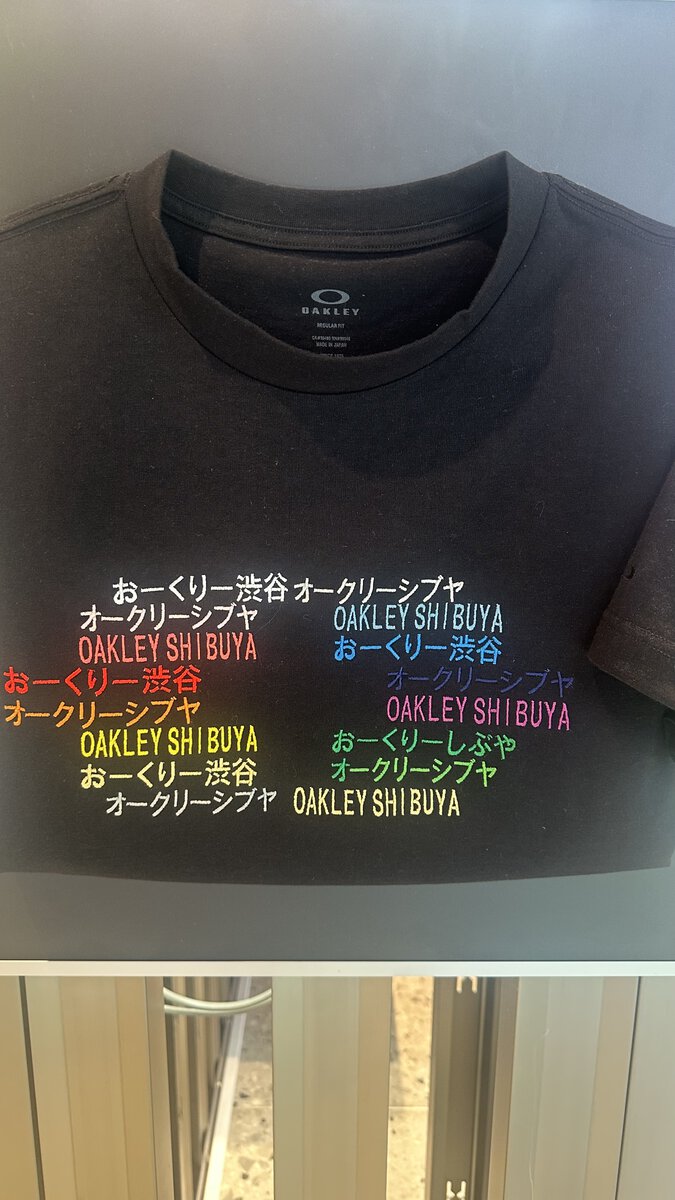 OAKLEY
REGULAR FIT
MADE IN JAPAN
おーくりー渋谷 オークリーシブヤ
オークリーシブヤ OAKLEY SHIBUYA
OAKLEY SHIBUYA おーくりー渋谷
おーくりー渋谷 オークリーシブヤ
オークリーシブヤ OAKLEY SHIBUYA
OAKLEY SHIBUYA おーくりーしぶや
おーくりー渋谷 オークリーシブヤ
オークリーシブヤ OAKLEY SHIBUYA